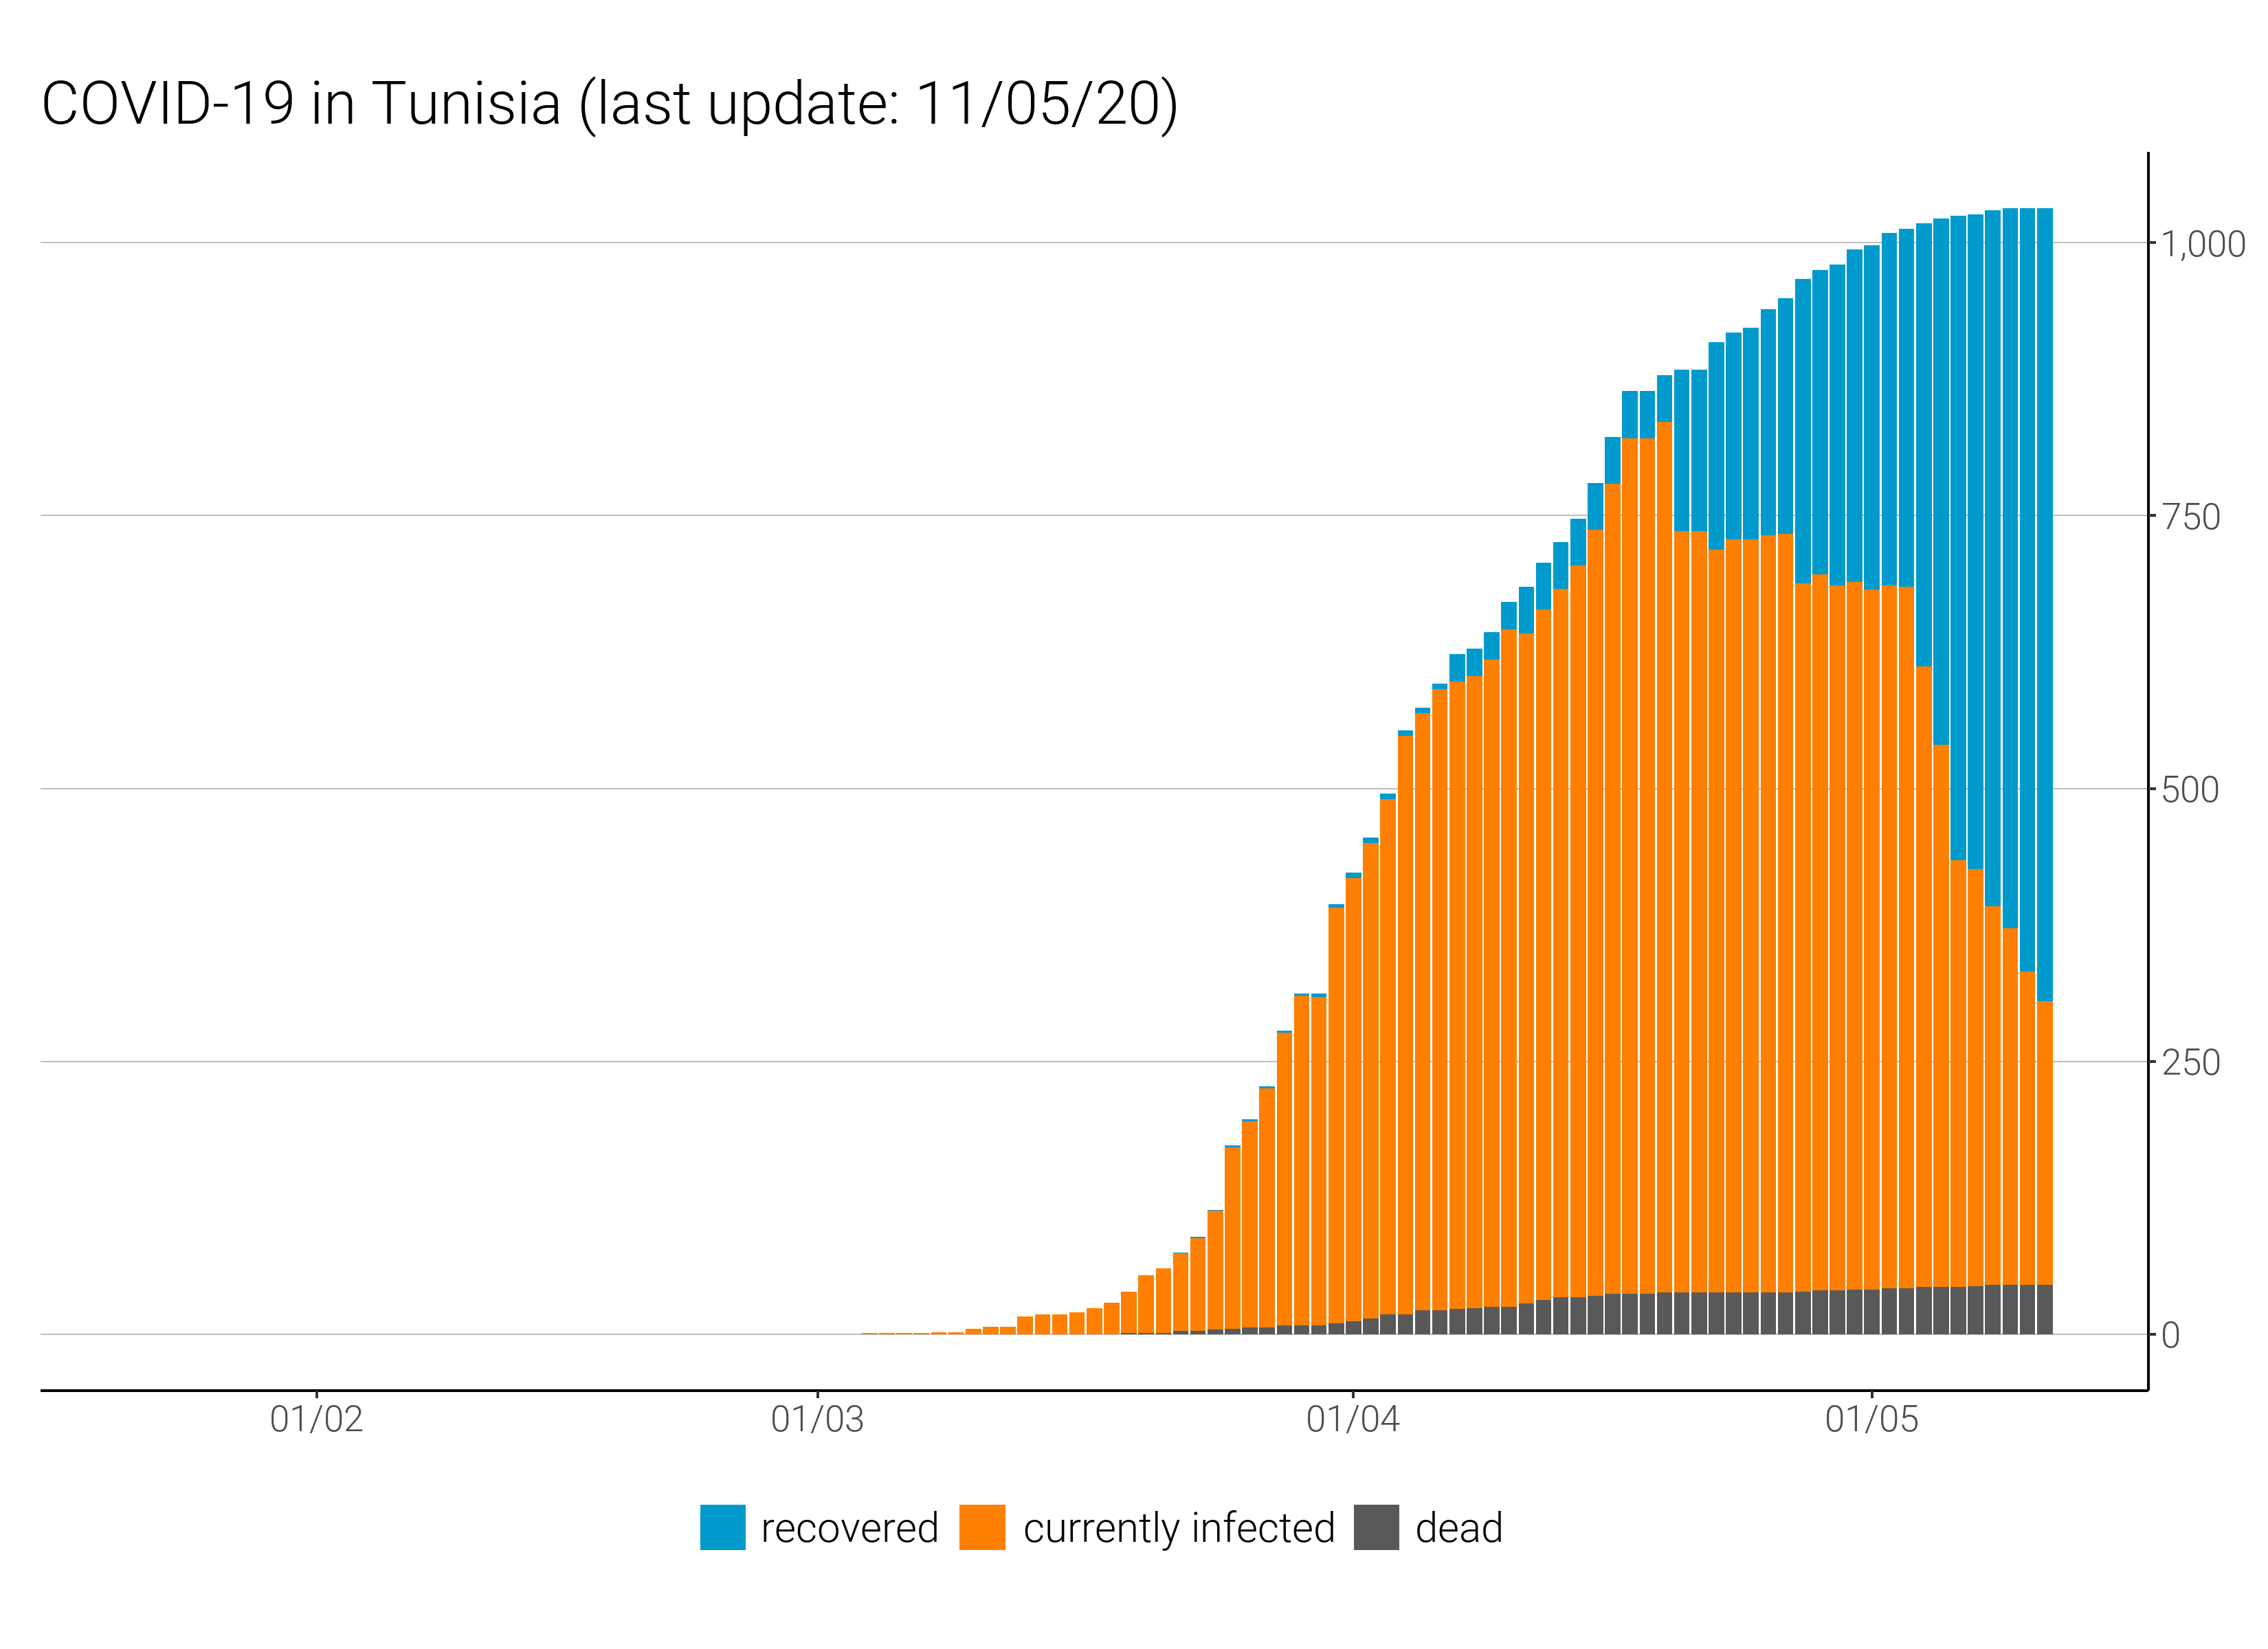 COVID-19 in Tunisia (last update: 11/05/20)
1,000
750
500
250
0
01/02 01/03 01/04 01/05
recovered currently infected dead